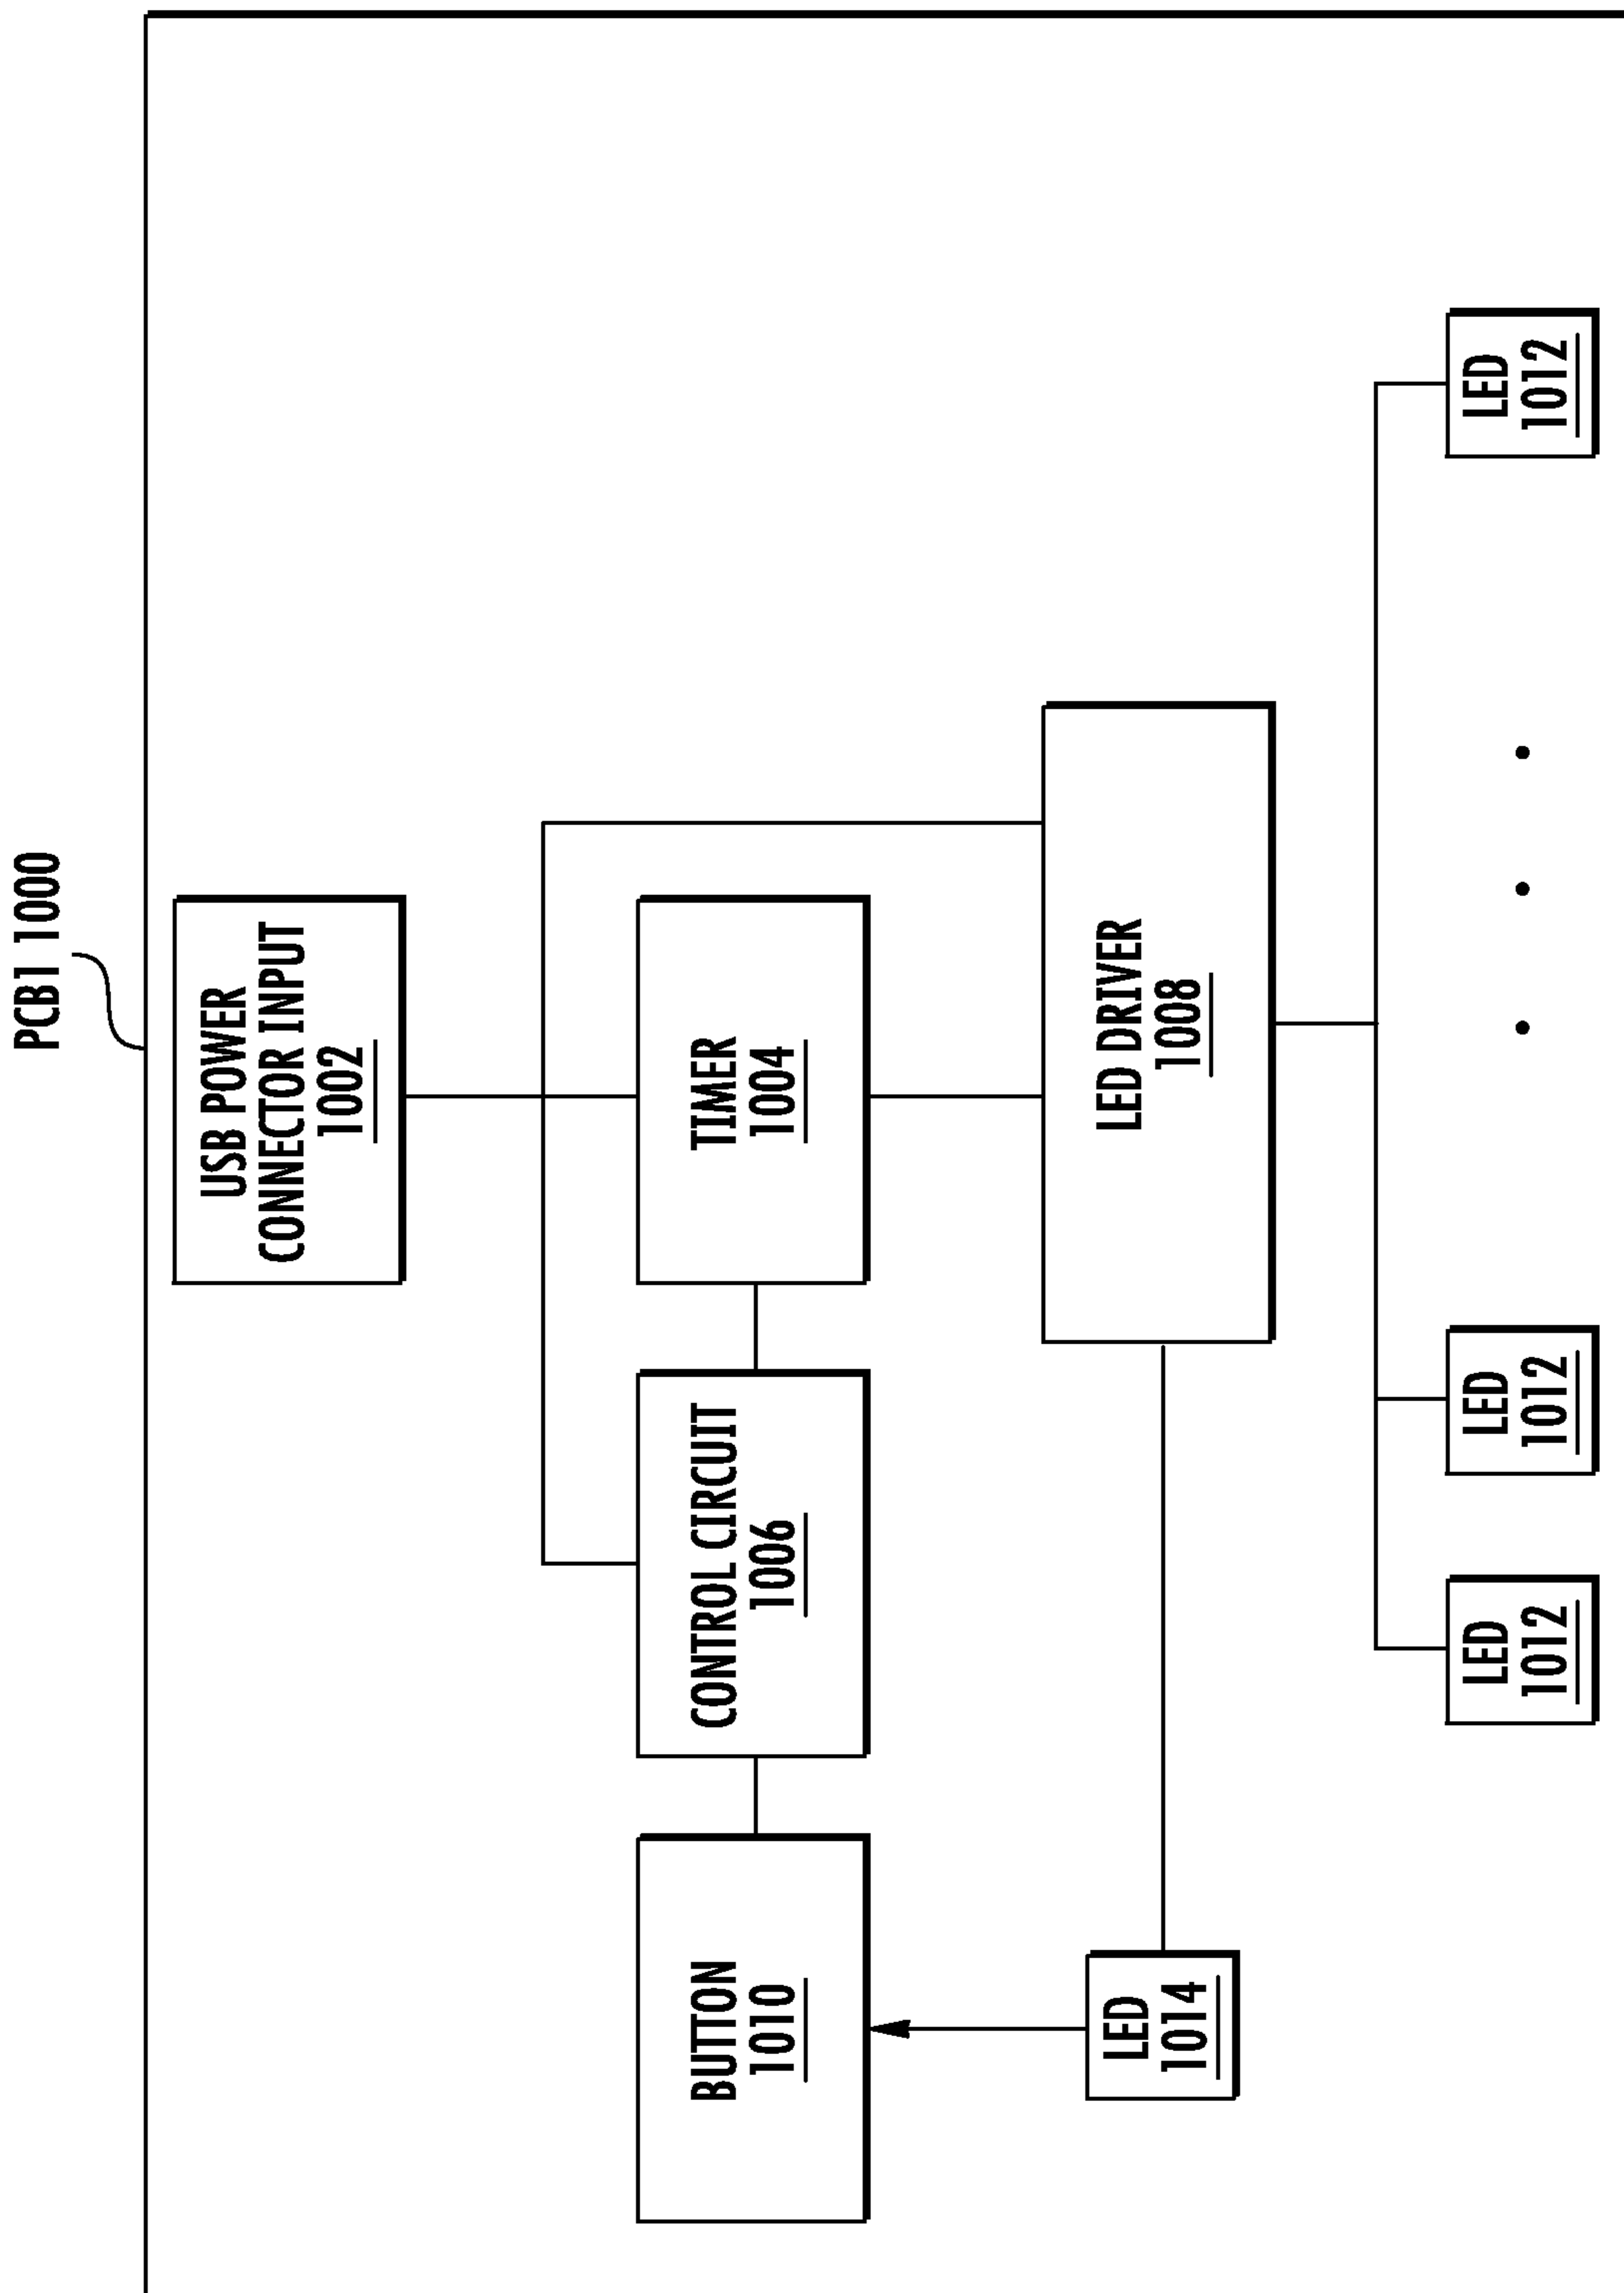 PCB1 1000
USB POWER
CONNECTOR INPUT
1002
BUTTON
1010
CONTROL CIRCUIT
1006
TIMER
1004
LED
1014
LED DRIVER
1008
LED
1012
LED
1012
LED
1012